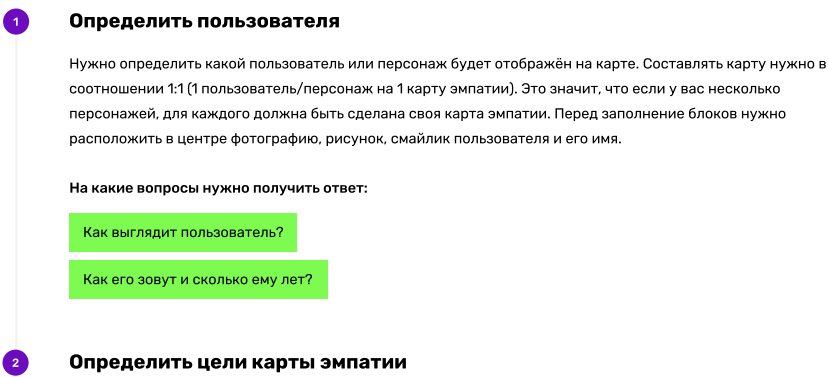 1
Определить пользователя
Нужно определить какой пользователь или персонаж будет отображён на карте. Составлять карту нужно в
соотношении 1:1 (1 пользователь/персонаж на 1 карту эмпатии). Это значит, что если у вас несколько
персонажей, для каждого должна быть сделана своя карта эмпатии. Перед заполнение блоков нужно
расположить в центре фотографию, рисунок, смайлик пользователя и его имя.
На какие вопросы нужно получить ответ:
Как выглядит пользователь?
Как его зовут и сколько ему лет?
2
Определить цели карты эмпатии